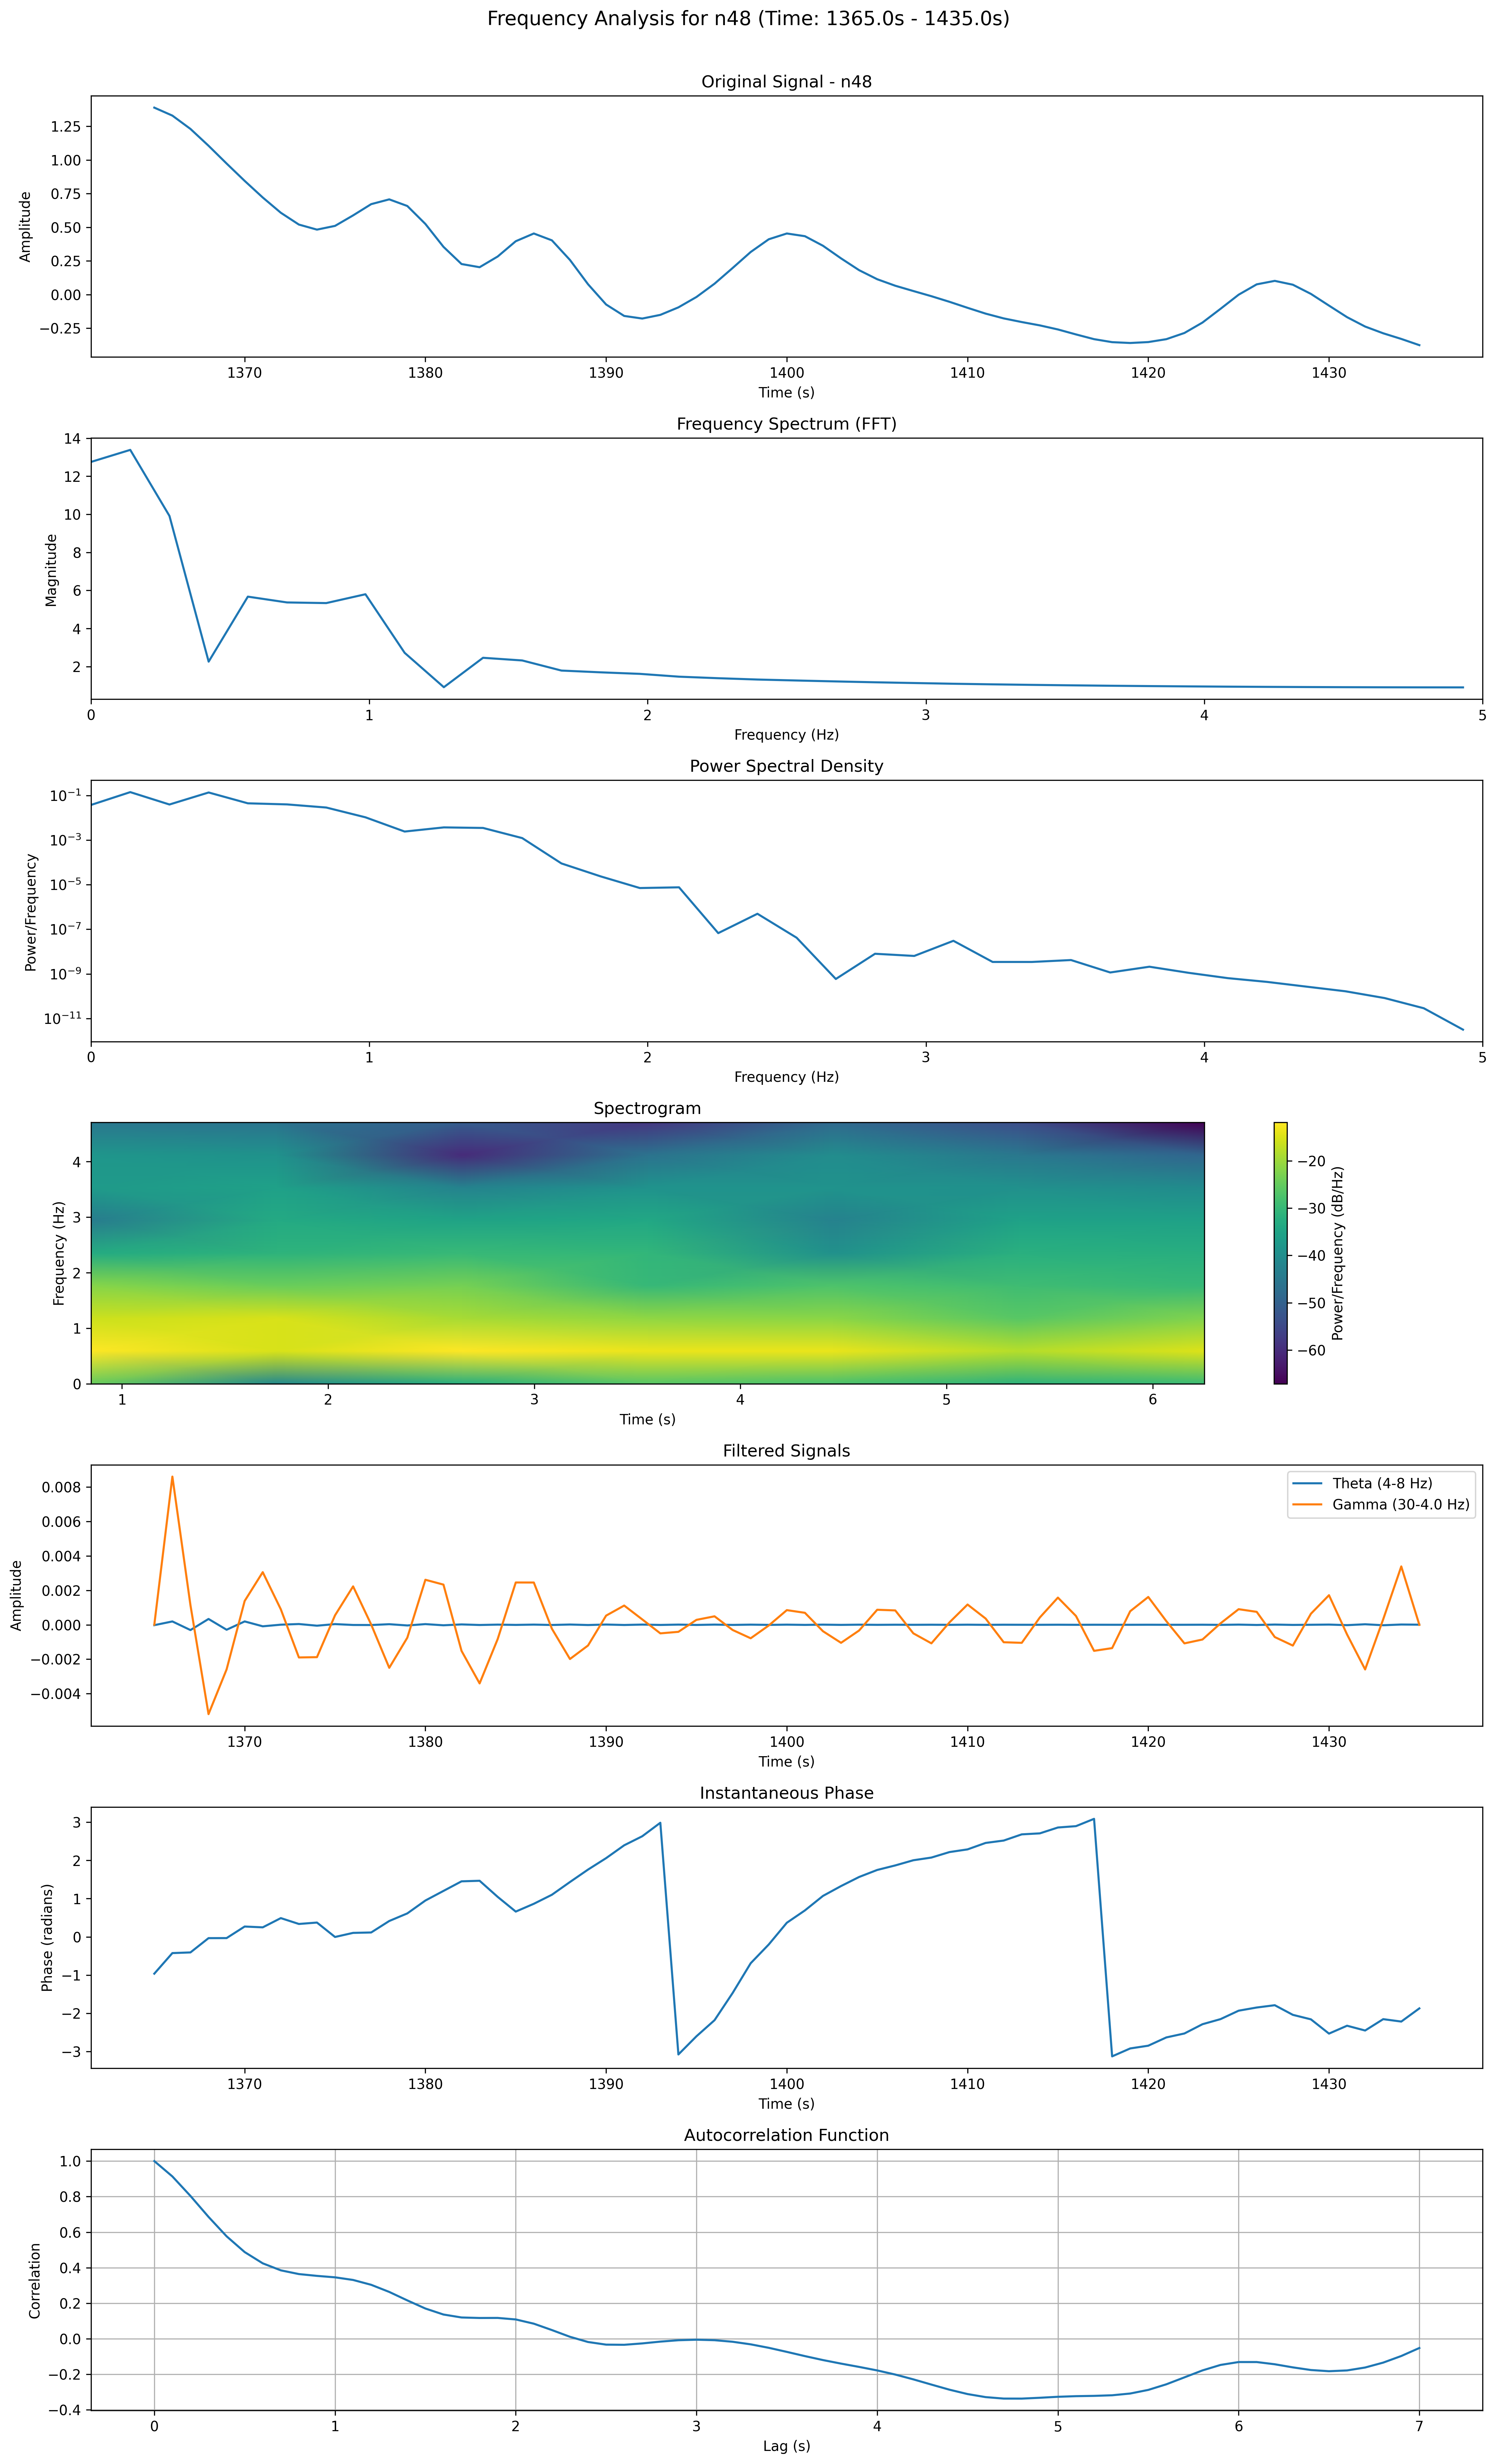 Frequency Analysis for n48 (Time: 1365.0s - 1435.0s)
Original Signal - n48
Amplitude
1.25
1.00
0.75
0.50
0.25
0.00
−0.25
1370 1380 1390 1400 1410 1420 1430
Time (s)
Frequency Spectrum (FFT)
Magnitude
14
12
10
8
6
4
2
0 1 2 3 4 5
Frequency (Hz)
Power Spectral Density
Power/Frequency
10⁻¹
10⁻³
10⁻⁵
10⁻⁷
10⁻⁹
10⁻¹¹
0 1 2 3 4 5
Frequency (Hz)
Spectrogram
Frequency (Hz)
4
3
2
1
0
1 2 3 4 5 6
Time (s)
−20
−30
−40
−50
−60
Power/Frequency (dB/Hz)
Filtered Signals
Amplitude
0.008
0.006
0.004
0.002
0.000
−0.002
−0.004
Theta (4-8 Hz)
Gamma (30-4.0 Hz)
1370 1380 1390 1400 1410 1420 1430
Time (s)
Instantaneous Phase
Phase (radians)
3
2
1
0
−1
−2
−3
1370 1380 1390 1400 1410 1420 1430
Time (s)
Autocorrelation Function
Correlation
1.0
0.8
0.6
0.4
0.2
0.0
−0.2
−0.4
0 1 2 3 4 5 6 7
Lag (s)